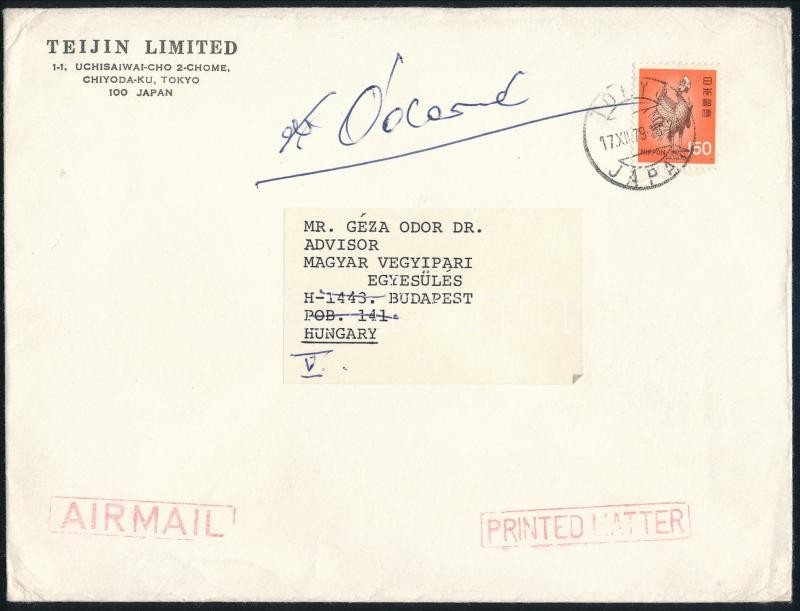 TEIJIN LIMITED
1-1, UCHISAIWAI-CHO 2-CHOME,
CHIYODA-KU, TOKYO
100 JAPAN
日本郵便
NIPPON
150
17.XII.79
JAPAN
MR. GÉZA ODOR DR.
ADVISOR
MAGYAR VEGYIPARI
EGYESÜLÉS
H-1443. BUDAPEST
POB. 141.
HUNGARY
V.
AIRMAIL
PRINTED MATTER